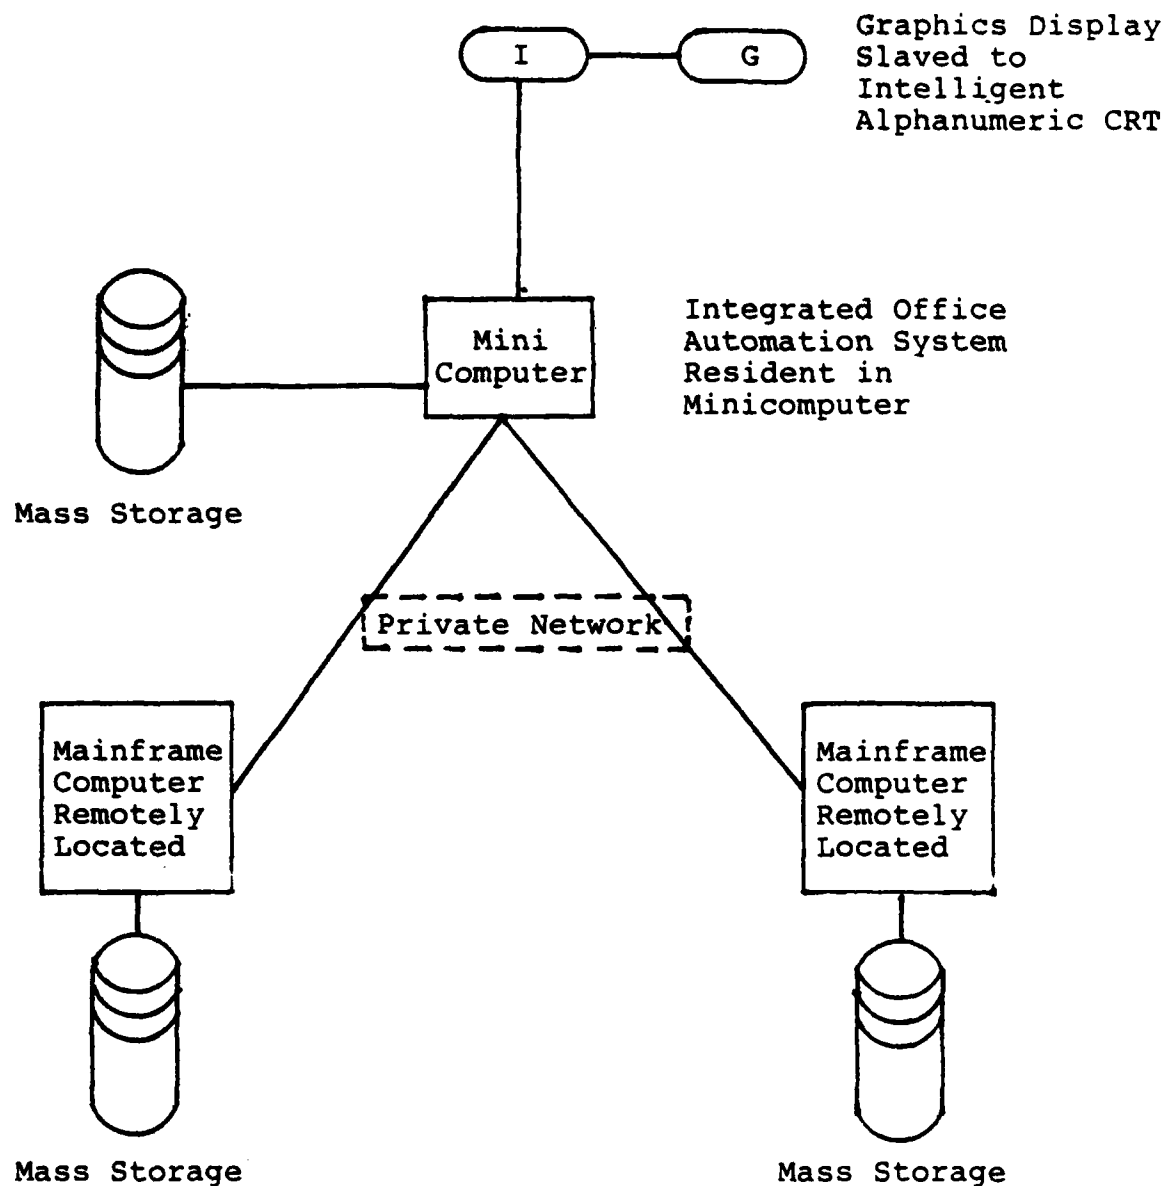 I
G
Graphics Display
Slaved to
Intelligent
Alphanumeric CRT
Mini
Computer
Integrated Office
Automation System
Resident in
Minicomputer
Mass Storage
Private Network
Mainframe
Computer
Remotely
Located
Mainframe
Computer
Remotely
Located
Mass Storage
Mass Storage